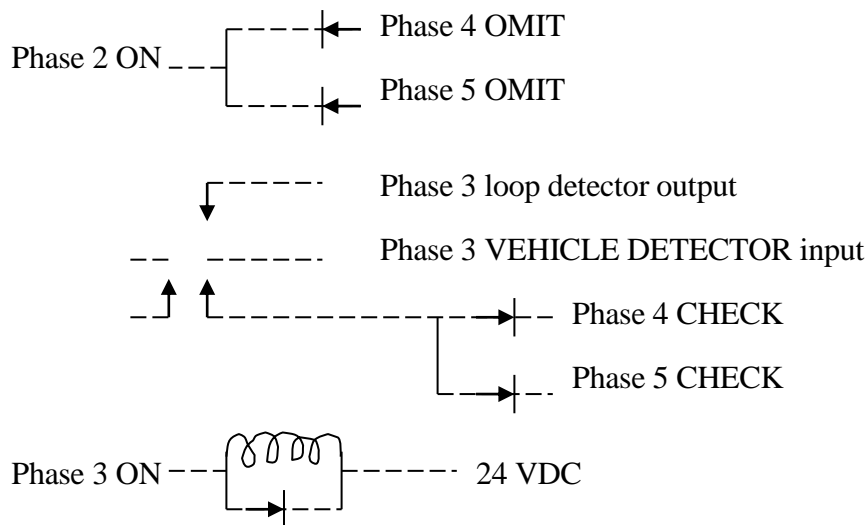 Phase 4 OMIT
Phase 2 ON
Phase 5 OMIT
Phase 3 loop detector output
Phase 3 VEHICLE DETECTOR input
Phase 4 CHECK
Phase 5 CHECK
Phase 3 ON
24 VDC